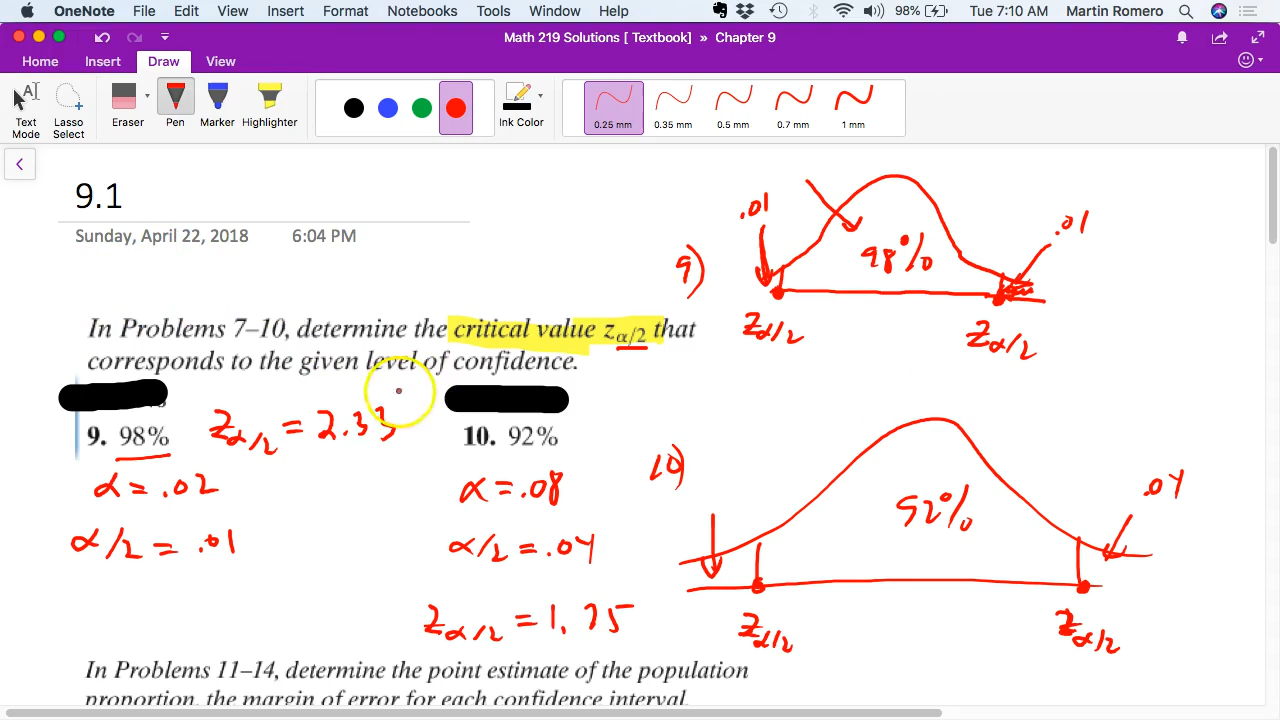 OneNote File Edit View Insert Format Notebooks Tools Window Help 98% Tue 7:10 AM Martin Romero
Math 219 Solutions [ Textbook] » Chapter 9
Home Insert Draw View
Text Mode
Lasso Select
Eraser
Pen
Marker
Highlighter
Ink Color
0.25 mm
0.35 mm
0.5 mm
0.7 mm
1 mm
9.1
Sunday, April 22, 2018 6:04 PM
In Problems 7–10, determine the critical value z α/2 that
corresponds to the given level of confidence.
9. 98% Zα/2 = 2.33
α = .02
α/2 = .01
10. 92%
α = .08
α/2 = .04
Zα/2 = 1.75
9)
.01
98%
.01
Zα/2
Zα/2
10)
92%
.04
Zα/2
Zα/2
In Problems 11–14, determine the point estimate of the population
proportion, the margin of error for each confidence interval,